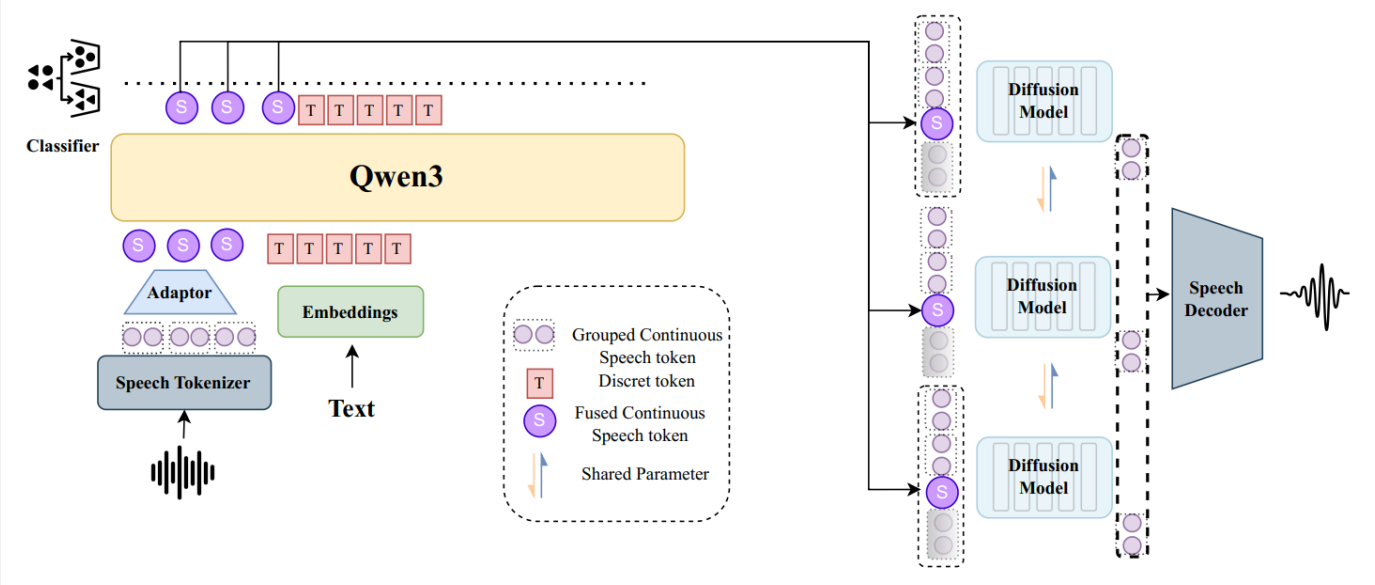 S S S T T T T T
Classifier
Qwen3
S S S T T T T T
Adaptor
Embeddings
Speech Tokenizer
Text
Grouped Continuous
Speech token
T
Discret token
S
Fused Continuous
Speech token
Shared Parameter
S
Diffusion
Model
S
Diffusion
Model
S
Diffusion
Model
Speech
Decoder